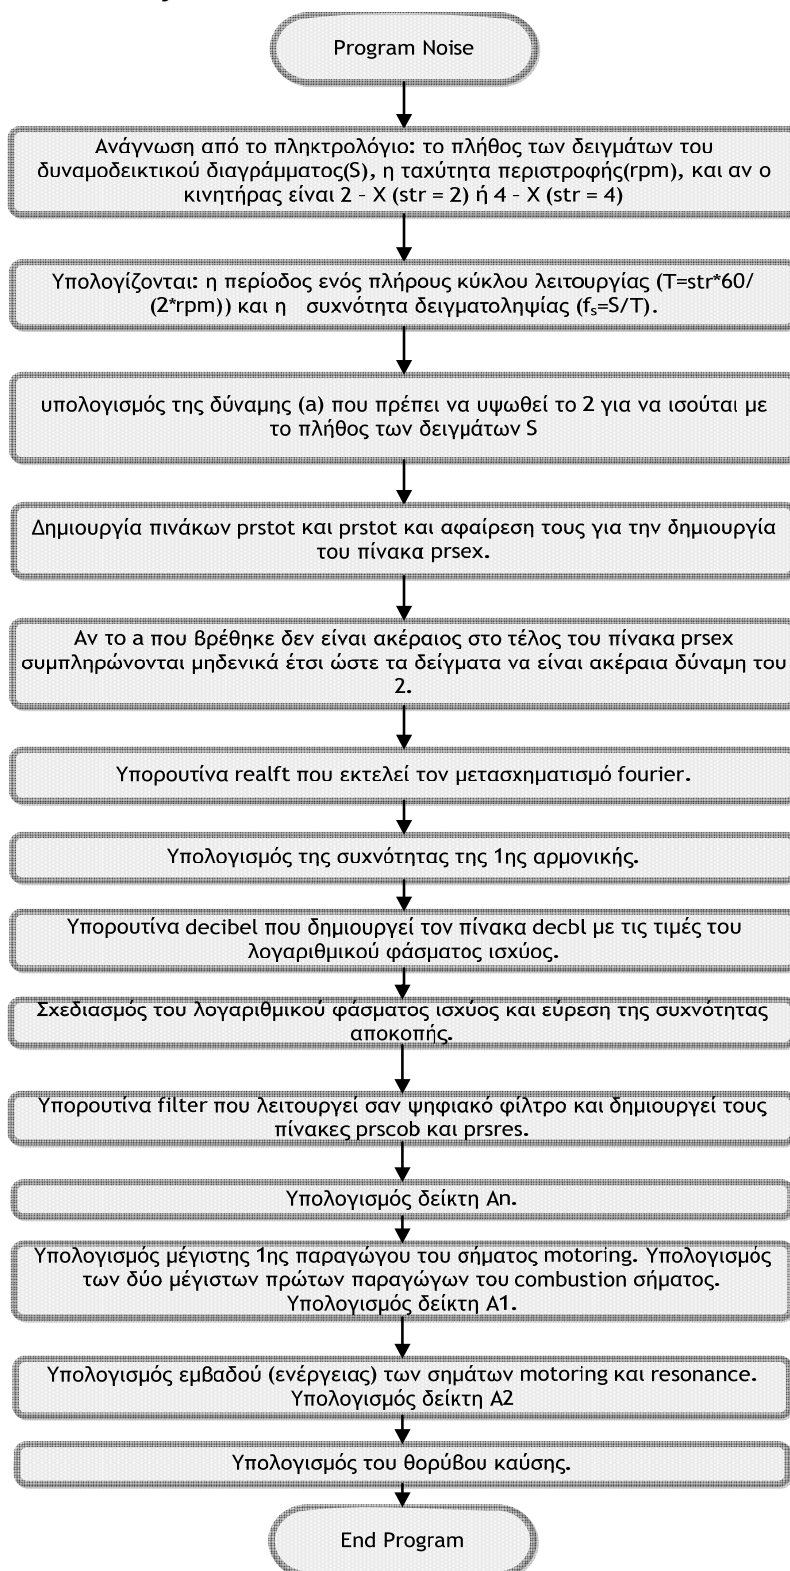 Program Noise
Ανάγνωση από το πληκτρολόγιο: το πλήθος των δειγμάτων του
δυναμοδεικτικού διαγράμματος(S), η ταχύτητα περιστροφής(rpm), και αν ο
κινητήρας είναι 2 – Χ (str = 2) ή 4 – Χ (str = 4)
Υπολογίζονται: η περίοδος ενός πλήρους κύκλου λειτουργίας (T=str*60/
(2*rpm)) και η συχνότητα δειγματοληψίας (fₛ=S/T).
υπολογισμός της δύναμης (a) που πρέπει να υψωθεί το 2 για να ισούται με
το πλήθος των δειγμάτων S
Δημιουργία πινάκων prstot και prstot και αφαίρεση τους για την δημιουργία
του πίνακα prsex.
Αν το a που βρέθηκε δεν είναι ακέραιος στο τέλος του πίνακα prsex
συμπληρώνονται μηδενικά έτσι ώστε τα δείγματα να είναι ακέραια δύναμη του
2.
Υπορουτίνα realft που εκτελεί τον μετασχηματισμό fourier.
Υπολογισμός της συχνότητας της 1ης αρμονικής.
Υπορουτίνα decibel που δημιουργεί τον πίνακα decbl με τις τιμές του
λογαριθμικού φάσματος ισχύος.
Σχεδιασμός του λογαριθμικού φάσματος ισχύος και εύρεση της συχνότητας
αποκοπής.
Υπορουτίνα filter που λειτουργεί σαν ψηφιακό φίλτρο και δημιουργεί τους
πίνακες prscob και prsres.
Υπολογισμός δείκτη An.
Υπολογισμός μέγιστης 1ης παραγώγου του σήματος motoring. Υπολογισμός
των δύο μέγιστων πρώτων παραγώγων του combustion σήματος.
Υπολογισμός δείκτη A1.
Υπολογισμός εμβαδού (ενέργειας) των σημάτων motoring και resonance.
Υπολογισμός δείκτη A2
Υπολογισμός του θορύβου καύσης.
End Program